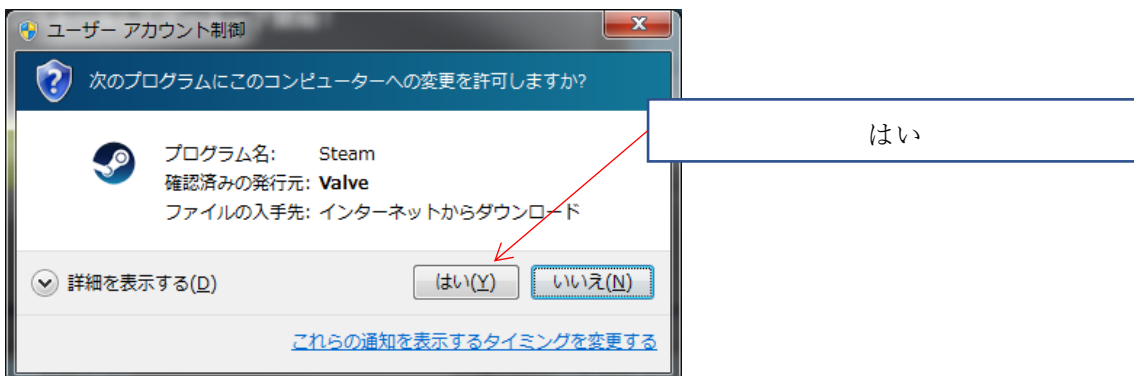 ユーザー アカウント制御
次のプログラムにこのコンピューターへの変更を許可しますか?
はい
プログラム名: Steam
確認済みの発行元: Valve
ファイルの入手先: インターネットからダウンロード
詳細を表示する(D)
はい(Y)
いいえ(N)
これらの通知を表示するタイミングを変更する